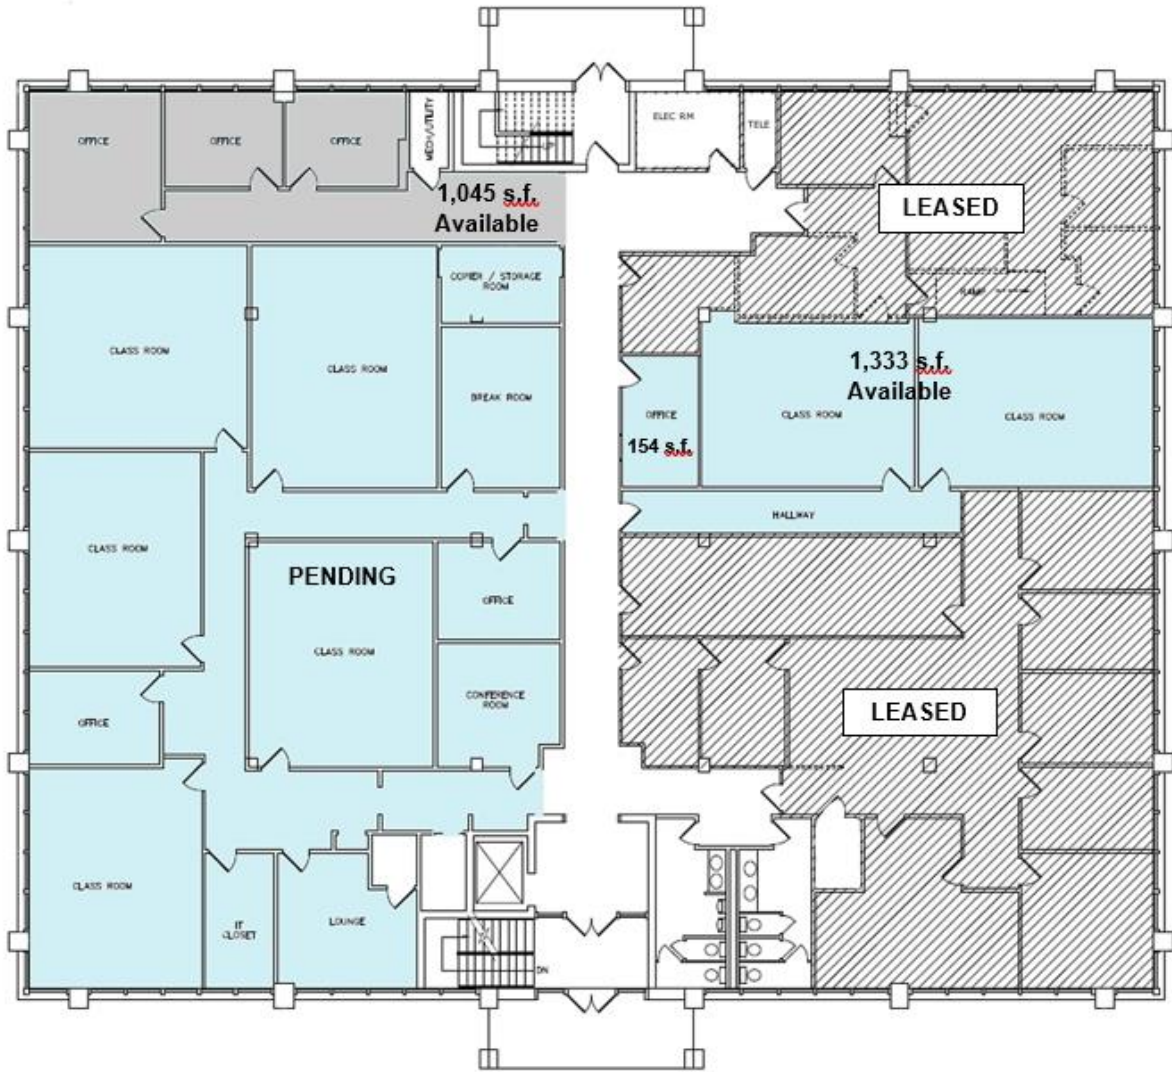 OFFICE
OFFICE
OFFICE
MECH/UTILITY
UP
ELEC RM
TELE
1,045 s.f.
Available
LEASED
COPIER / STORAGE
ROOM
RAMP
CLASS ROOM
CLASS ROOM
BREAK ROOM
1,333 s.f.
Available
OFFICE
154 s.f.
CLASS ROOM
CLASS ROOM
HALLWAY
CLASS ROOM
PENDING
OFFICE
CLASS ROOM
CONFERENCE
ROOM
OFFICE
LEASED
CLASS ROOM
IT
CLOSET
LOUNGE
DN